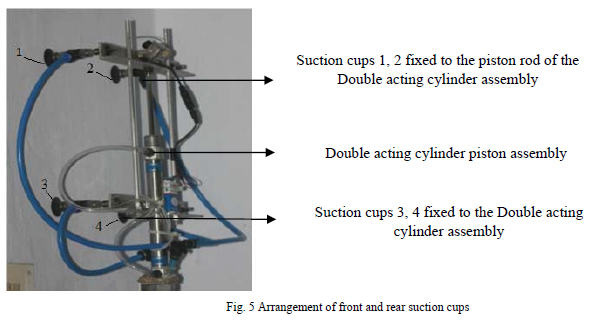 1
2
3
4
Suction cups 1, 2 fixed to the piston rod of the
Double acting cylinder assembly
Double acting cylinder piston assembly
Suction cups 3, 4 fixed to the Double acting
cylinder assembly
Fig. 5 Arrangement of front and rear suction cups